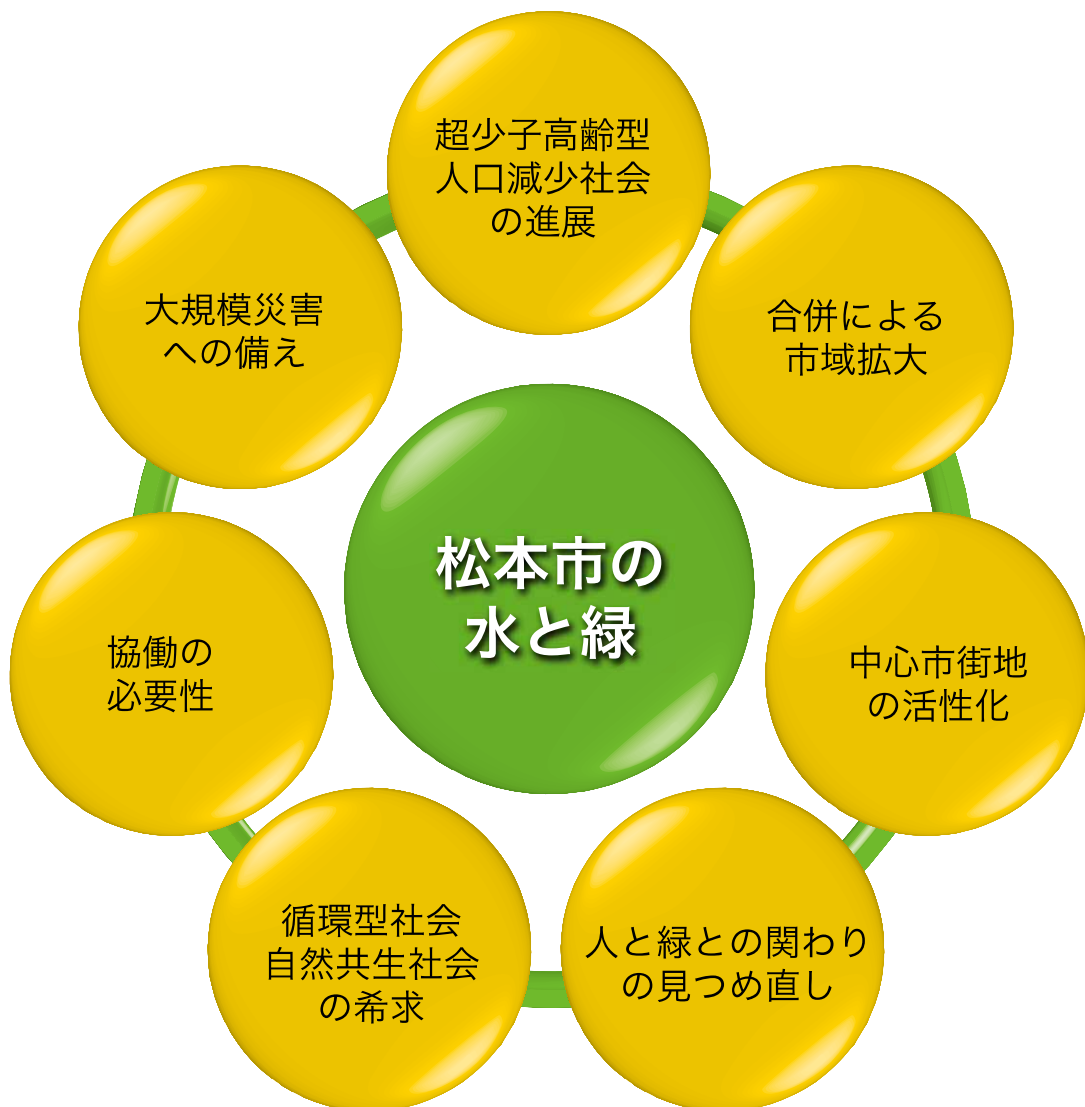 超少子高齢型
人口減少社会
の進展
合併による
市域拡大
中心市街地
の活性化
人と緑との関わり
の見つめ直し
循環型社会
自然共生社会
の希求
協働の
必要性
大規模災害
への備え
松本市の
水と緑